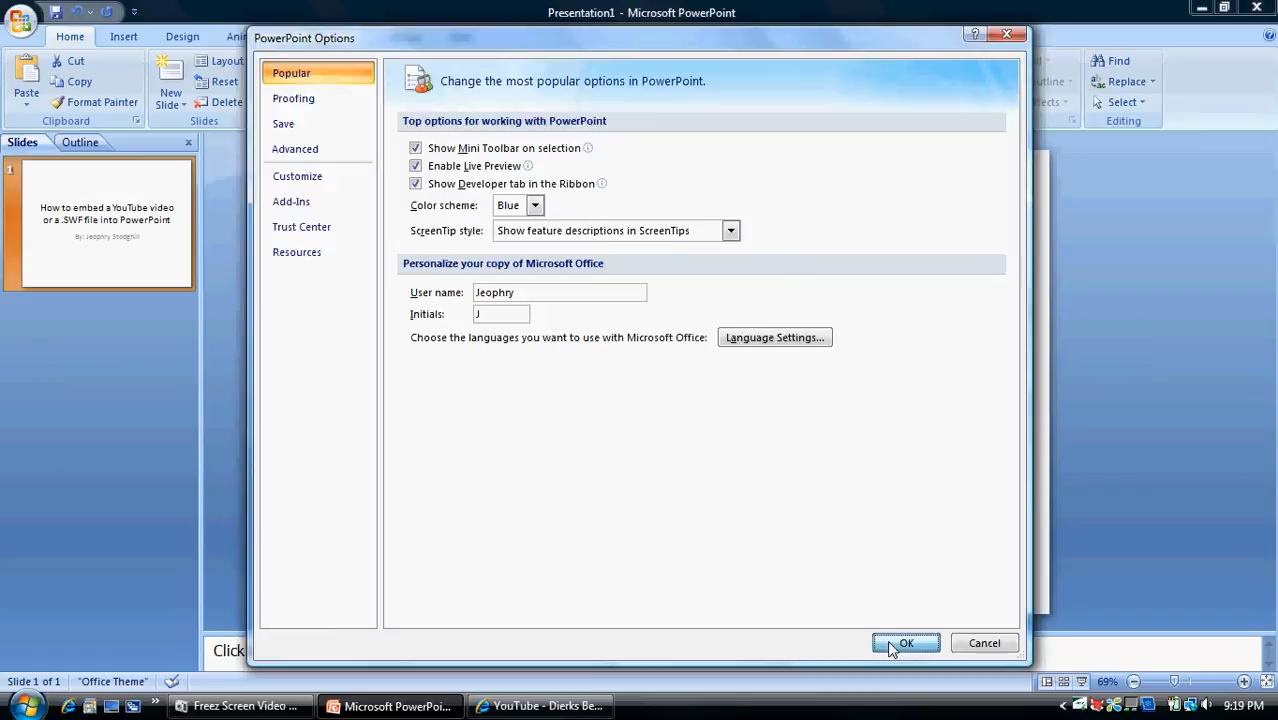 Presentation1 - Microsoft PowerPoint
Home Insert Design
PowerPoint Options
Paste
Cut
Copy
Format Painter
Clipboard
New Slide
Layout
Reset
Delete
Slides
Find
Replace
Select
Editing
Slides Outline
1
How to embed a YouTube video
or a .SWF file into PowerPoint
By: Jeophry Stodghill
Popular
Proofing
Save
Advanced
Customize
Add-Ins
Trust Center
Resources
Change the most popular options in PowerPoint.
Top options for working with PowerPoint
Show Mini Toolbar on selection
Enable Live Preview
Show Developer tab in the Ribbon
Color scheme: Blue
ScreenTip style: Show feature descriptions in ScreenTips
Personalize your copy of Microsoft Office
User name: Jeophry
Initials: J
Choose the languages you want to use with Microsoft Office: Language Settings...
OK Cancel
Click
Slide 1 of 1 "Office Theme" 69%
Freez Screen Video ... Microsoft PowerPoi... YouTube - Dierks Be... 9:19 PM